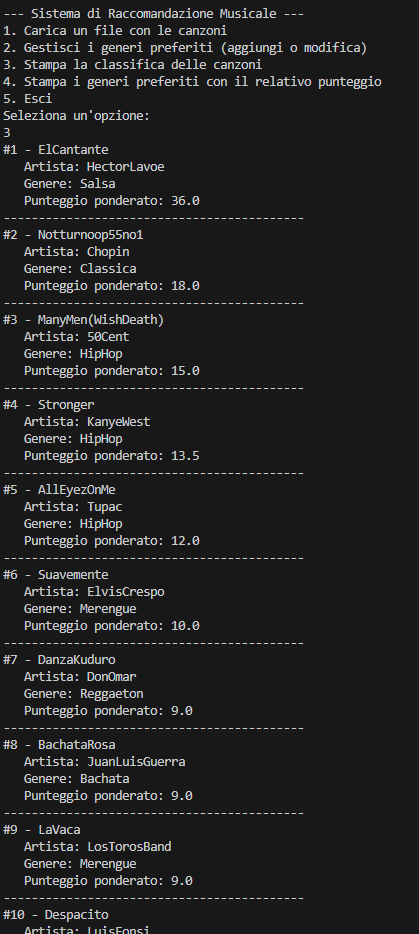 --- Sistema di Raccomandazione Musicale ---
1. Carica un file con le canzoni
2. Gestisci i generi preferiti (aggiungi o modifica)
3. Stampa la classifica delle canzoni
4. Stampa i generi preferiti con il relativo punteggio
5. Esci
Seleziona un'opzione:
3
#1 - ElCantante
Artista: HectorLavoe
Genere: Salsa
Punteggio ponderato: 36.0
-------------------------------------------
#2 - Notturnoop55no1
Artista: Chopin
Genere: Classica
Punteggio ponderato: 18.0
-------------------------------------------
#3 - ManyMen(WishDeath)
Artista: 50Cent
Genere: HipHop
Punteggio ponderato: 15.0
-------------------------------------------
#4 - Stronger
Artista: KanyeWest
Genere: HipHop
Punteggio ponderato: 13.5
-------------------------------------------
#5 - AllEyezOnMe
Artista: Tupac
Genere: HipHop
Punteggio ponderato: 12.0
-------------------------------------------
#6 - Suavemente
Artista: ElvisCrespo
Genere: Merengue
Punteggio ponderato: 10.0
-------------------------------------------
#7 - DanzaKuduro
Artista: DonOmar
Genere: Reggaeton
Punteggio ponderato: 9.0
-------------------------------------------
#8 - BachataRosa
Artista: JuanLuisGuerra
Genere: Bachata
Punteggio ponderato: 9.0
-------------------------------------------
#9 - LaVaca
Artista: LosTorosBand
Genere: Merengue
Punteggio ponderato: 9.0
-------------------------------------------
#10 - Despacito
Artista: LuisFonsi